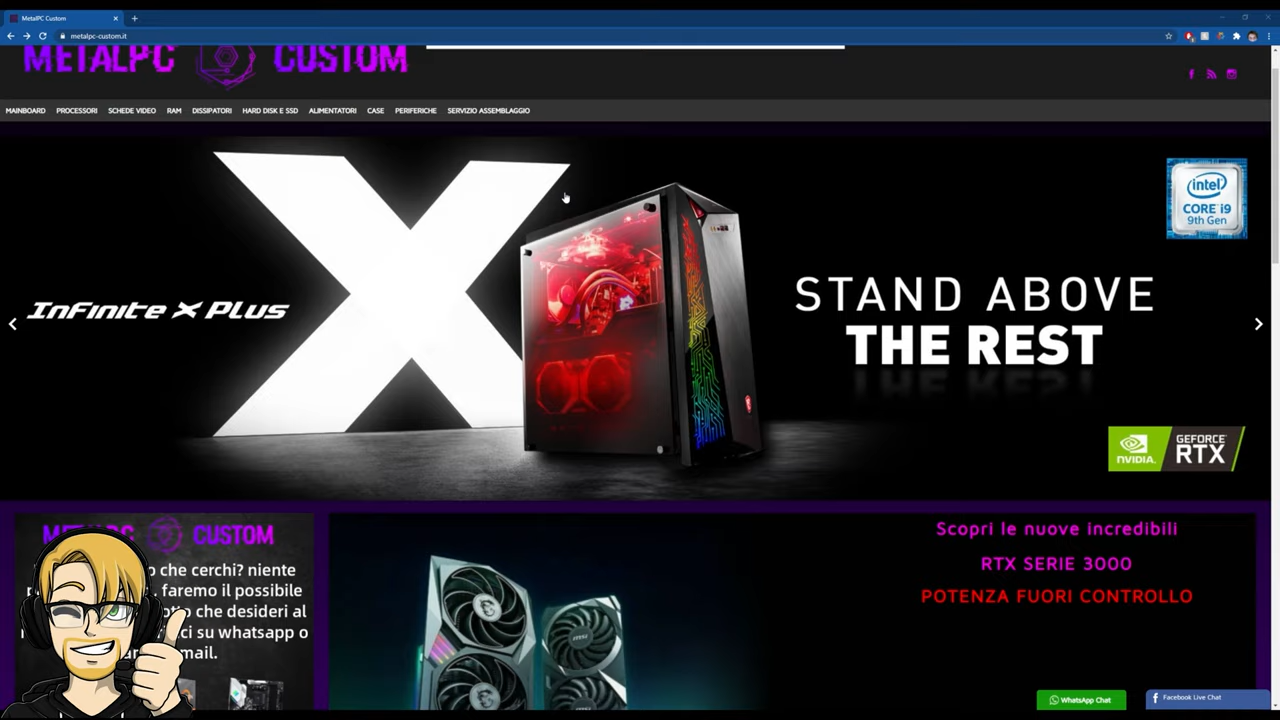 MetalPC Custom
metalpc-custom.it
METALPC CUSTOM
MAINBOARD PROCESSORI SCHEDE VIDEO RAM DISSIPATORI HARD DISK E SSD ALIMENTATORI CASE PERIFERICHE SERVIZIO ASSEMBLAGGIO
intel
CORE i9
9th Gen
Infinite X Plus
STAND ABOVE
THE REST
NVIDIA.
GEFORCE
RTX
CUSTOM
che cerchi? niente
faremo il possibile
che desideri al
su whatsapp o
mail.
Scopri le nuove incredibili
RTX SERIE 3000
POTENZA FUORI CONTROLLO
WhatsApp Chat
Facebook Live Chat